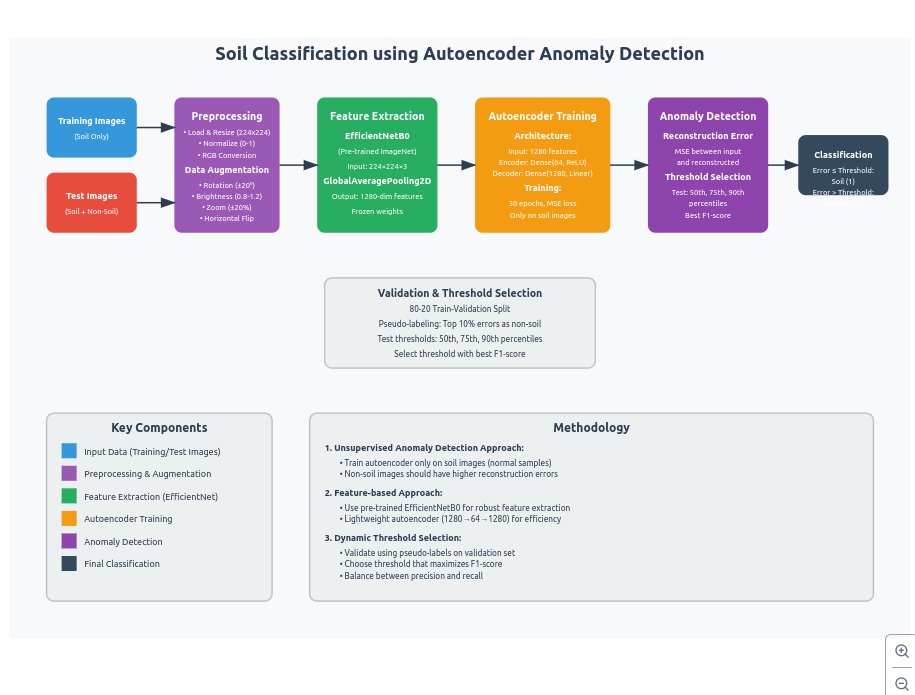 Soil Classification using Autoencoder Anomaly Detection
Training Images
(Soil Only)
Test Images
(Soil + Non-Soil)
Preprocessing
• Load & Resize (224x224)
• Normalize (0-1)
• RGB Conversion
Data Augmentation
• Rotation (±20°)
• Brightness (0.8-1.2)
• Zoom (±20%)
• Horizontal Flip
Feature Extraction
EfficientNetB0
(Pre-trained ImageNet)
Input: 224×224×3
GlobalAveragePooling2D
Output: 1280-dim features
Frozen weights
Autoencoder Training
Architecture:
Input: 1280 features
Encoder: Dense(64, ReLU)
Decoder: Dense(1280, Linear)
Training:
30 epochs, MSE loss
Only on soil images
Anomaly Detection
Reconstruction Error
MSE between input
and reconstructed
Threshold Selection
Test: 50th, 75th, 90th
percentiles
Best F1-score
Classification
Error ≤ Threshold:
Soil (1)
Error > Threshold:
Validation & Threshold Selection
80-20 Train-Validation Split
Pseudo-labeling: Top 10% errors as non-soil
Test thresholds: 50th, 75th, 90th percentiles
Select threshold with best F1-score
Key Components
Input Data (Training/Test Images)
Preprocessing & Augmentation
Feature Extraction (EfficientNet)
Autoencoder Training
Anomaly Detection
Final Classification
Methodology
1. Unsupervised Anomaly Detection Approach:
• Train autoencoder only on soil images (normal samples)
• Non-soil images should have higher reconstruction errors
2. Feature-based Approach:
• Use pre-trained EfficientNetB0 for robust feature extraction
• Lightweight autoencoder (1280→64→1280) for efficiency
3. Dynamic Threshold Selection:
• Validate using pseudo-labels on validation set
• Choose threshold that maximizes F1-score
• Balance between precision and recall